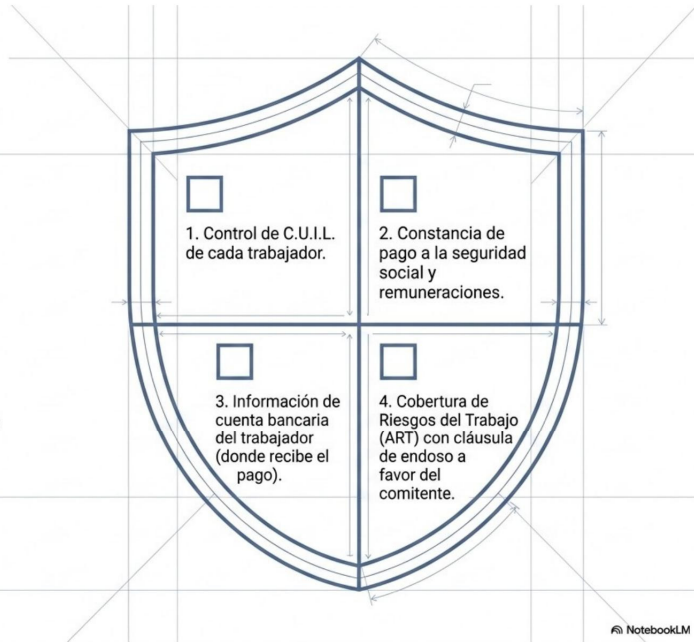 1. Control de C.U.I.L.
de cada trabajador.
2. Constancia de
pago a la seguridad
social y
remuneraciones.
3. Información de
cuenta bancaria
del trabajador
(donde recibe el
pago).
4. Cobertura de
Riesgos del Trabajo
(ART) con cláusula
de endoso a
favor del
comitente.
NotebookLM